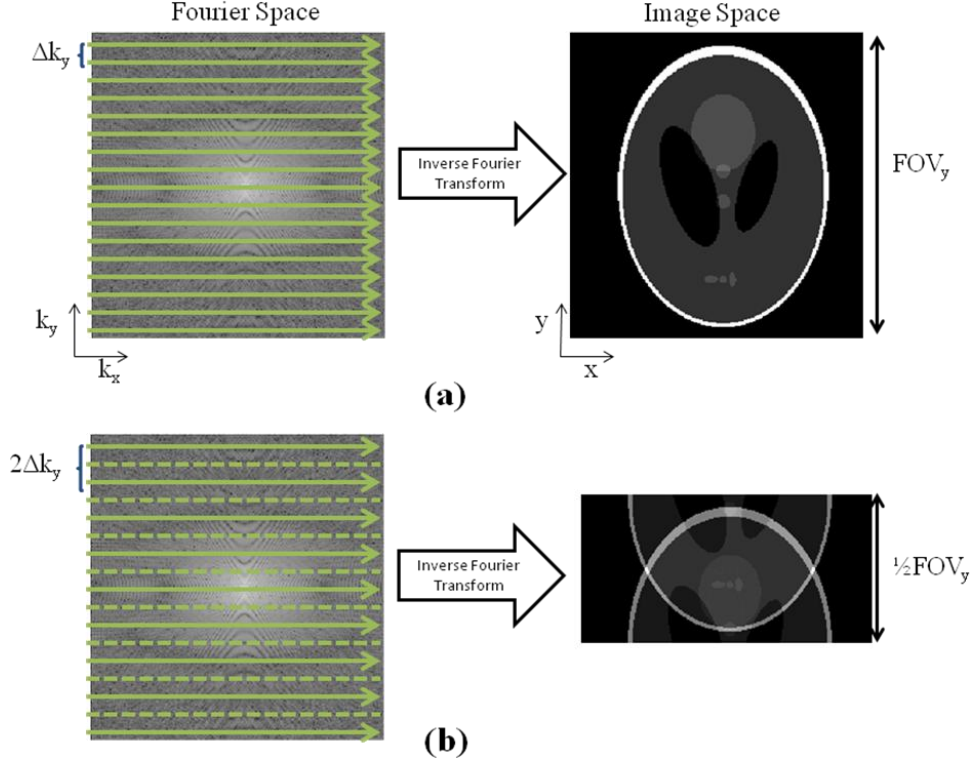 Fourier Space
Image Space
Δky
Inverse Fourier
Transform
FOVy
ky
kx
y
x
(a)
2Δky
Inverse Fourier
Transform
½FOVy
(b)